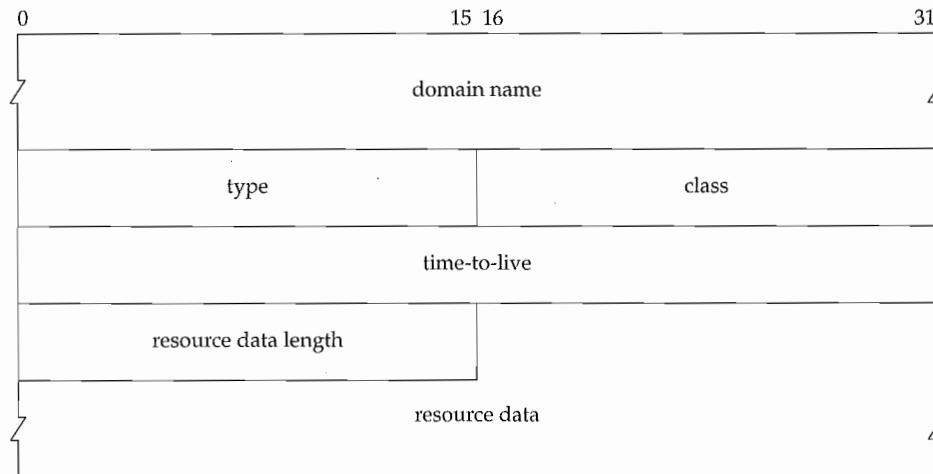 0 15 16 31
domain name
type class
time-to-live
resource data length
resource data